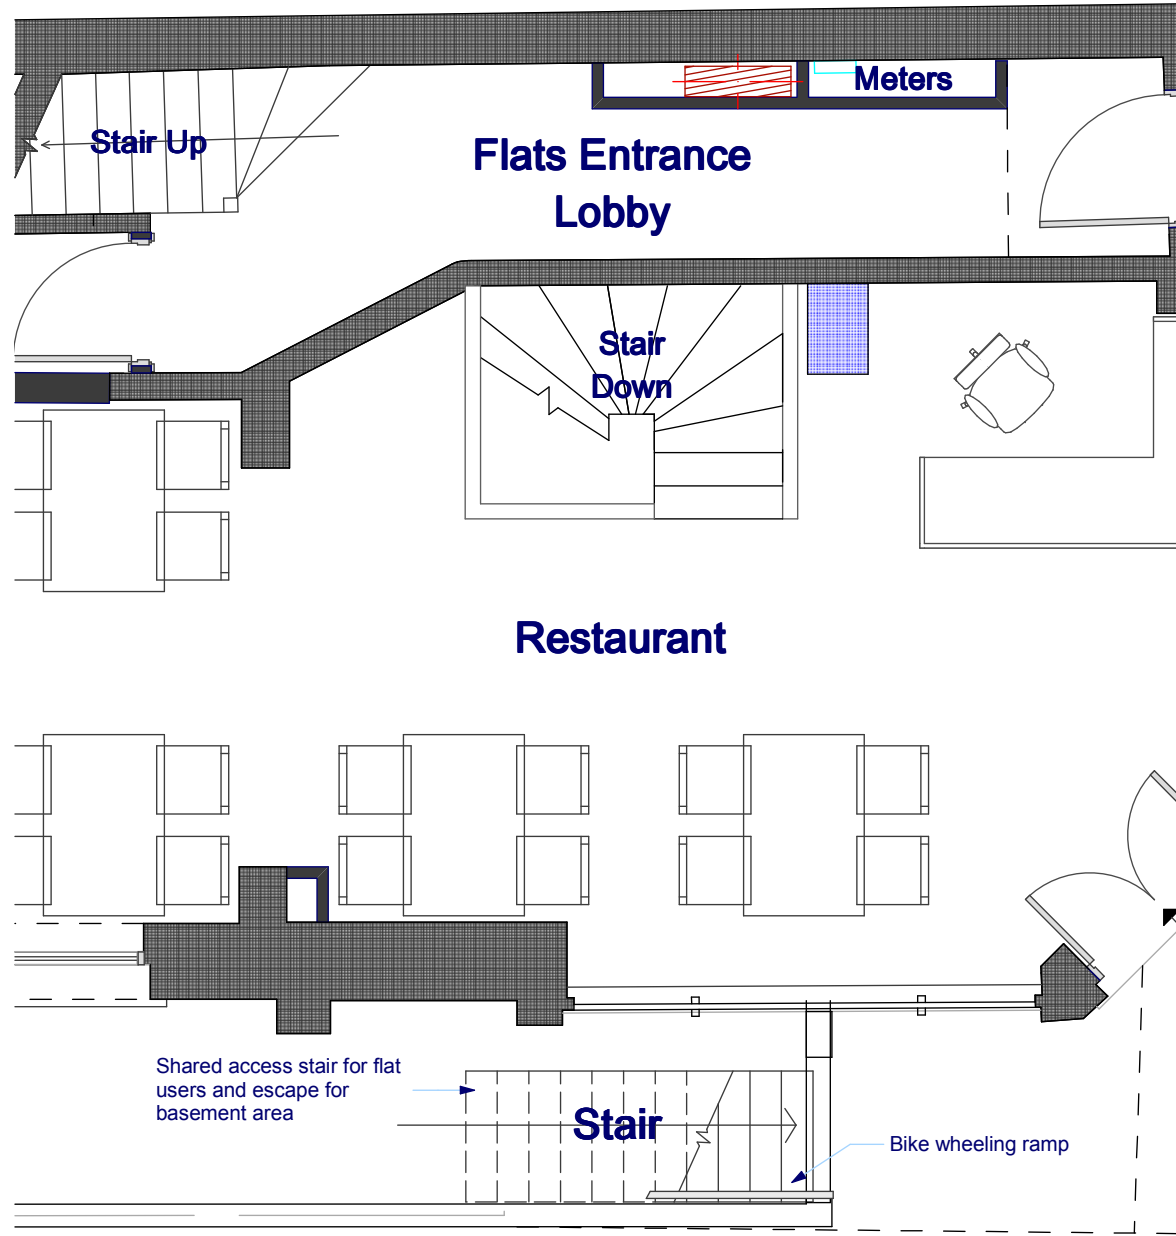 Meters
Stair Up
Flats Entrance
Lobby
Stair
Down
Restaurant
Shared access stair for flat
users and escape for
basement area
Stair
Bike wheeling ramp